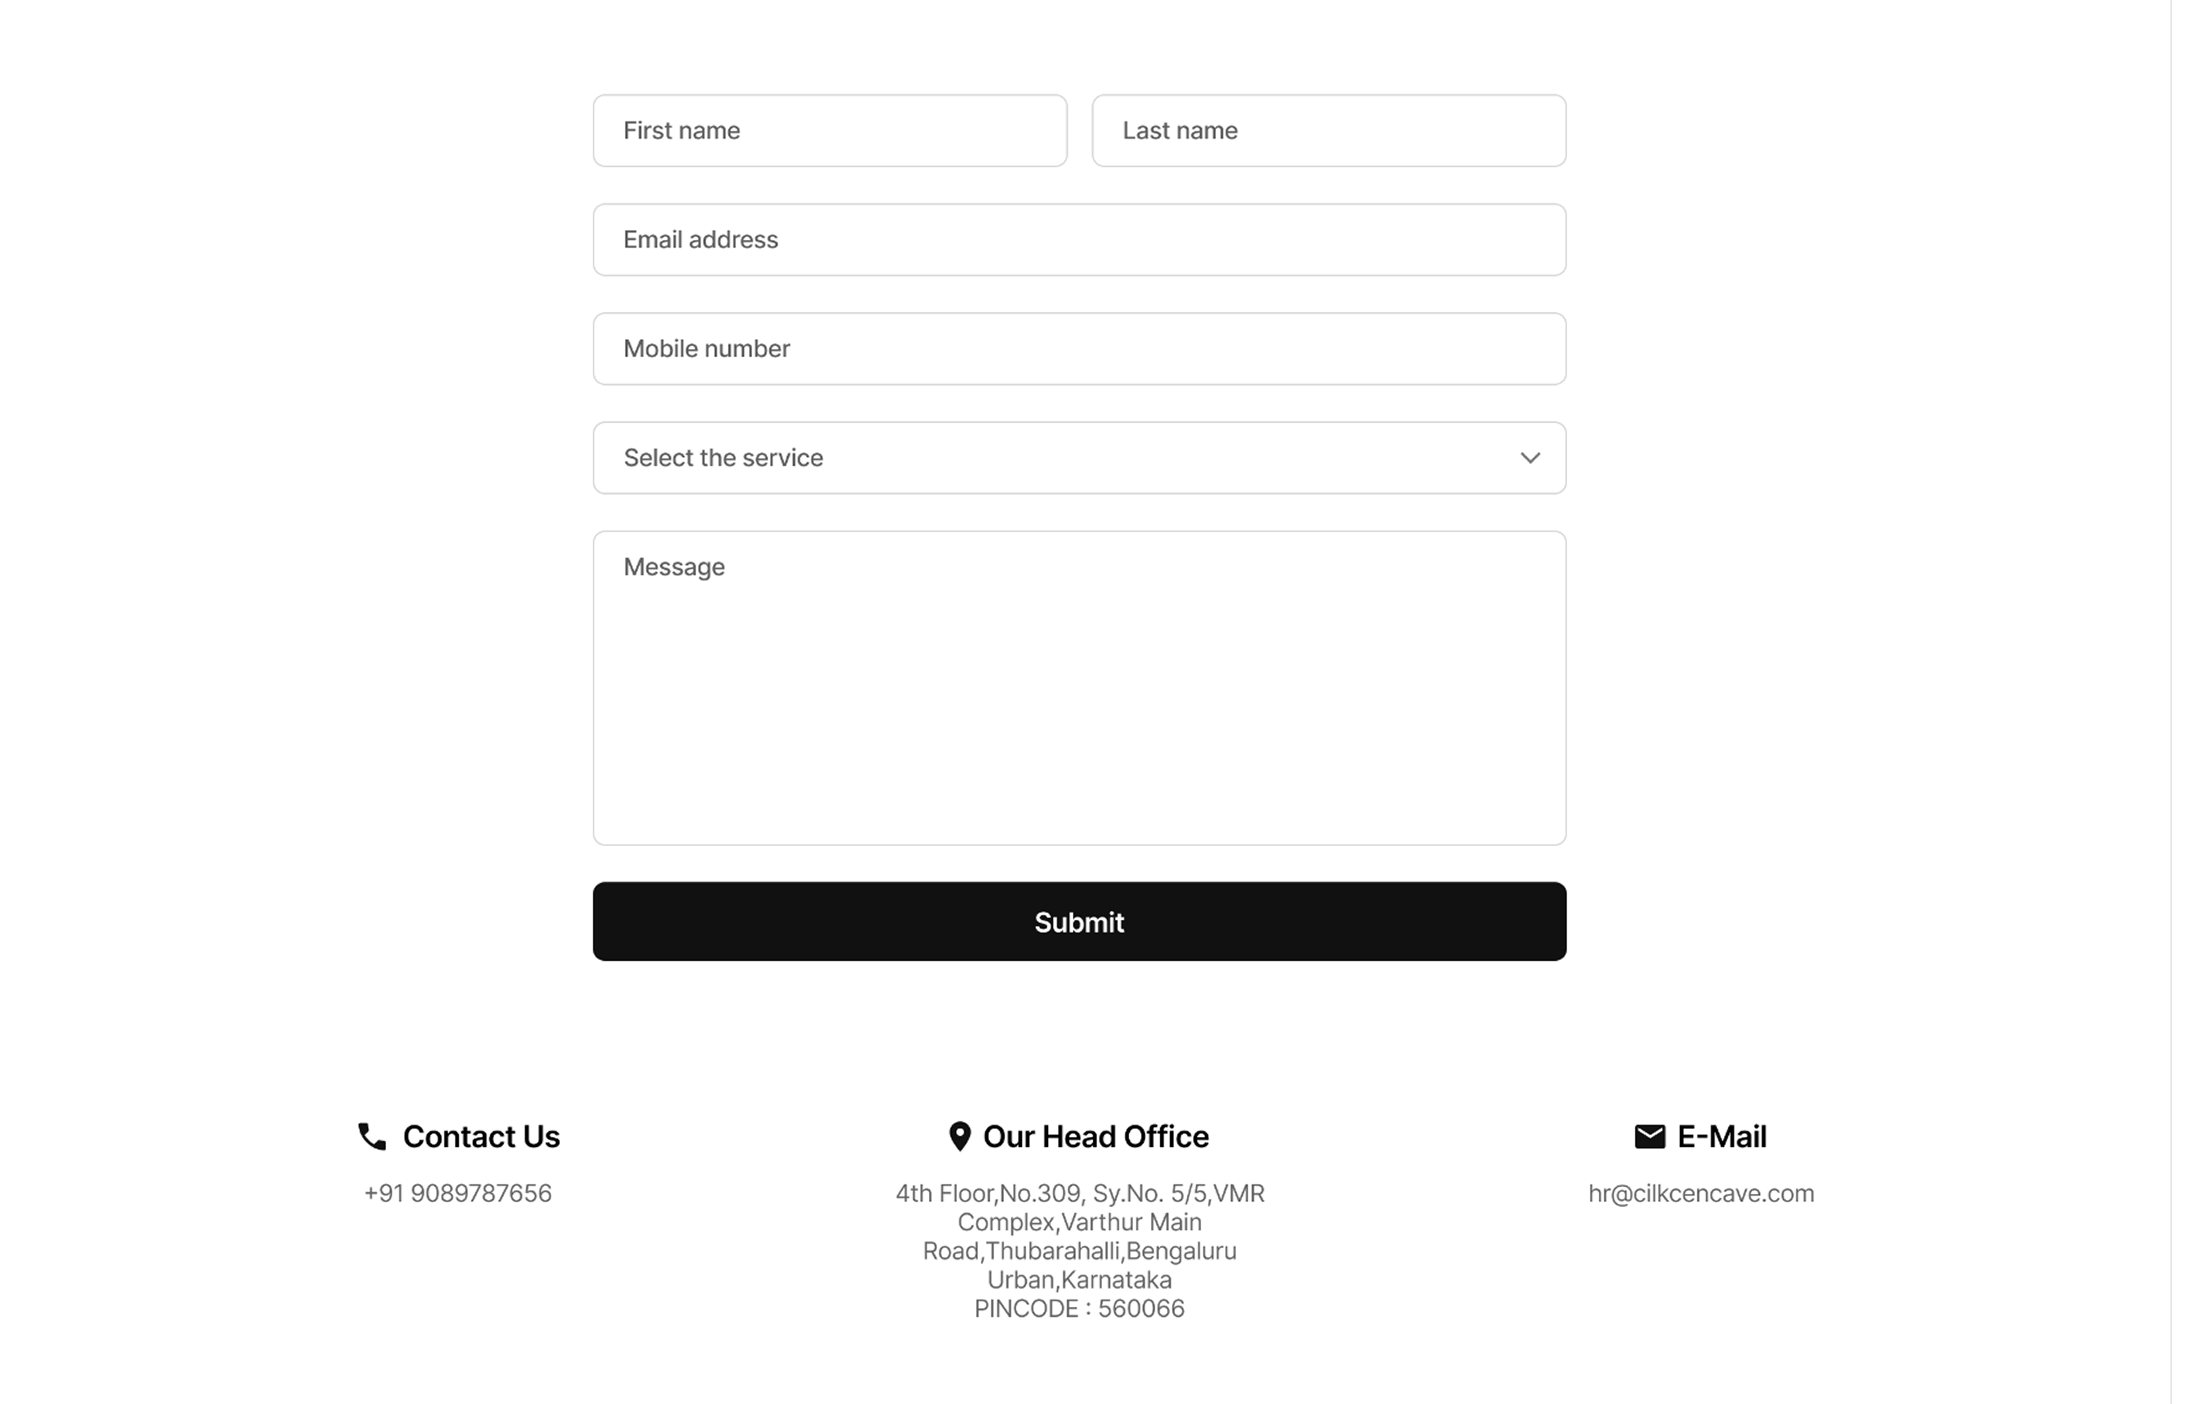 First name
Last name
Email address
Mobile number
Select the service
Message
Submit
Contact Us
+91 9089787656
Our Head Office
4th Floor,No.309, Sy.No. 5/5,VMR
Complex,Varthur Main
Road,Thubarahalli,Bengaluru
Urban,Karnataka
PINCODE : 560066
E-Mail
hr@cilkcencave.com